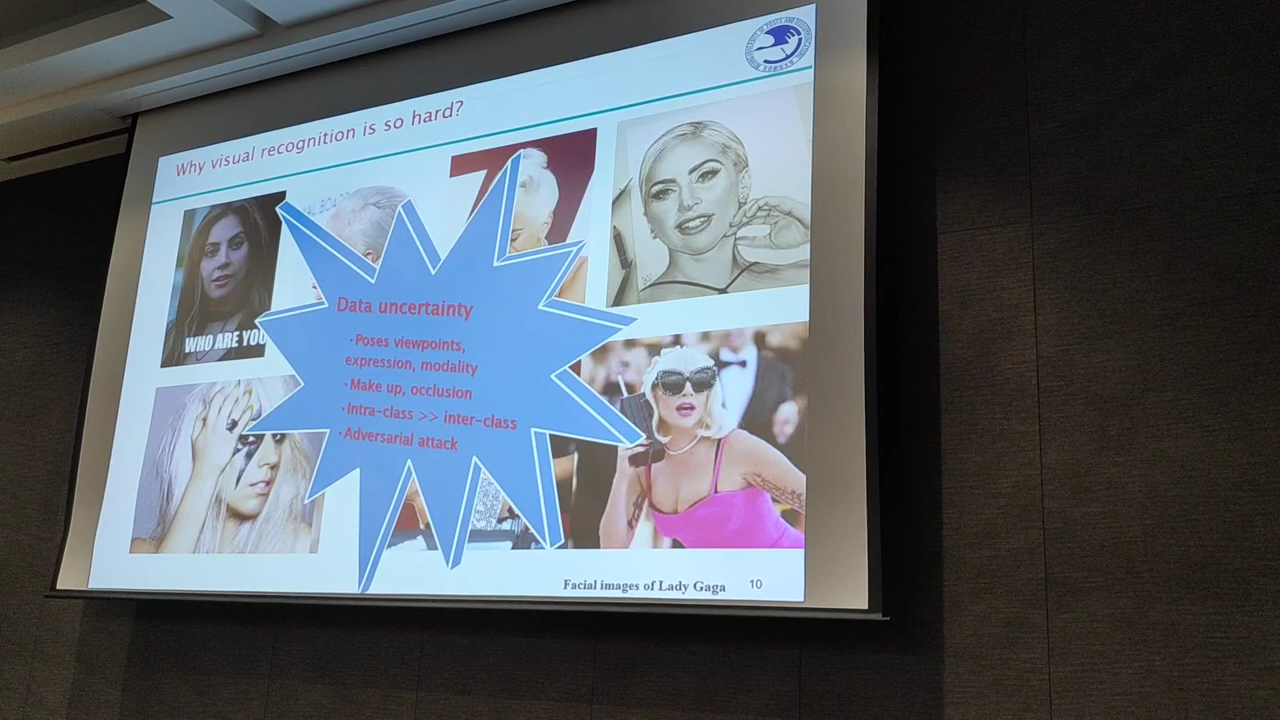 Why visual recognition is so hard?
WHO ARE YOU
Data uncertainty
·Poses viewpoints,
expression, modality
·Make up, occlusion
·Intra-class >> inter-class
·Adversarial attack
Facial images of Lady Gaga
10